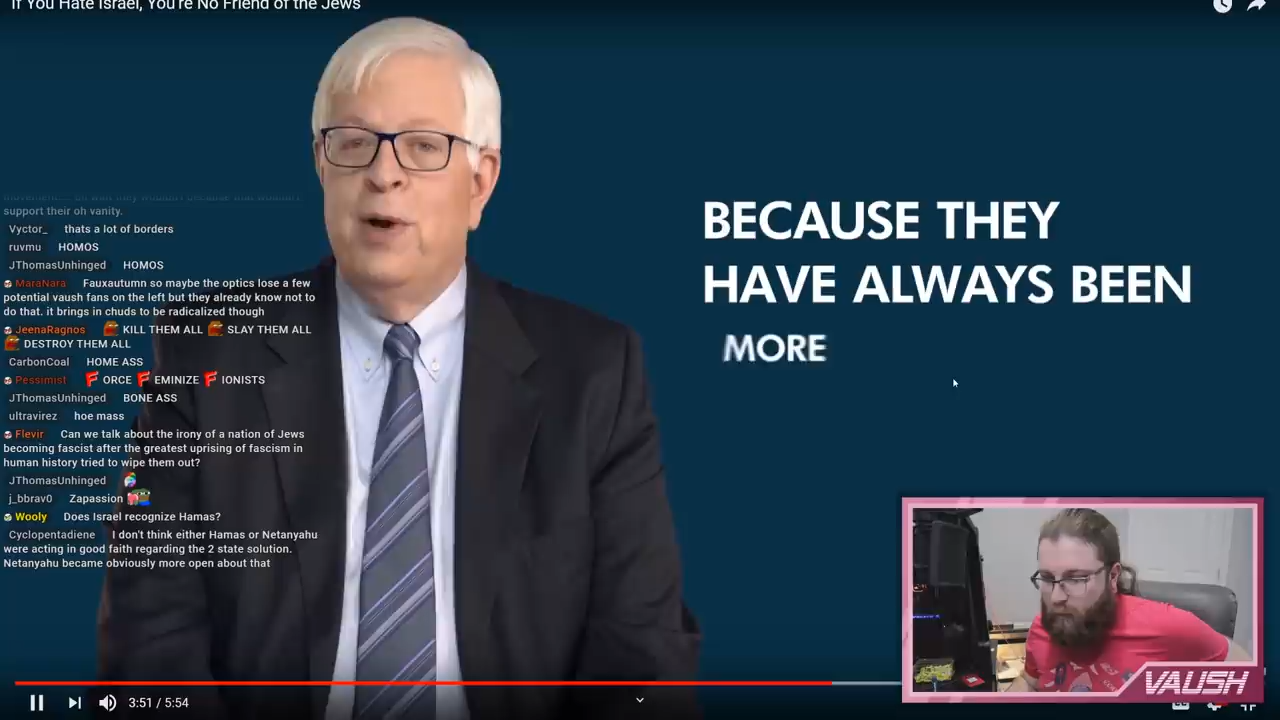 If You Hate Israel, You're No Friend of the Jews
support their oh vanity.
Vyctor_ thats a lot of borders
ruvmu HOMOS
JThomasUnhinged HOMOS
MaraNara Fauxautumn so maybe the optics lose a few
potential vaush fans on the left but they already know not to
do that. it brings in chuds to be radicalized though
JeenaRagnos KILL THEM ALL SLAY THEM ALL
DESTROY THEM ALL
CarbonCoal HOME ASS
Pessimist F ORCE F EMINIZE F IONISTS
JThomasUnhinged BONE ASS
ultravirez hoe mass
Flevir Can we talk about the irony of a nation of Jews
becoming fascist after the greatest uprising of fascism in
human history tried to wipe them out?
JThomasUnhinged
j_bbrav0 Zapassion
Wooly Does Israel recognize Hamas?
Cyclopentadiene I don't think either Hamas or Netanyahu
were acting in good faith regarding the 2 state solution.
Netanyahu became obviously more open about that
BECAUSE THEY
HAVE ALWAYS BEEN
MORE
VAUSH
3:51 / 5:54